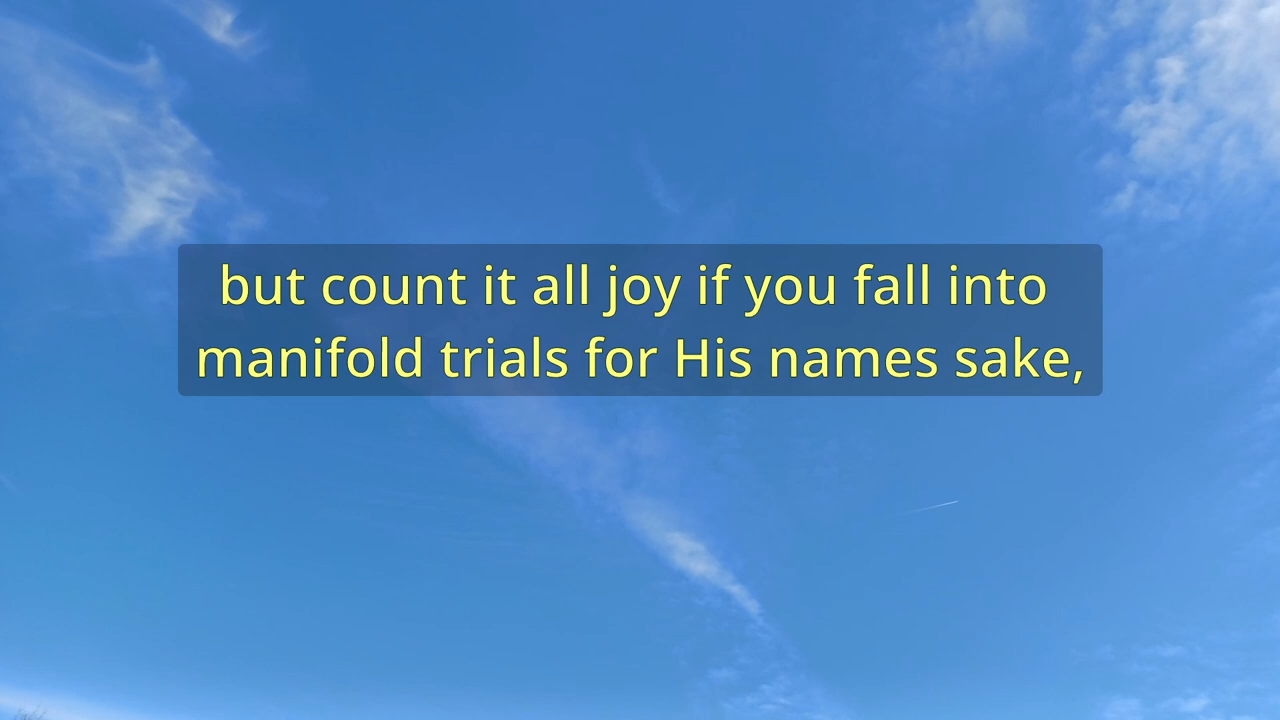 but count it all joy if you fall into
manifold trials for His names sake,